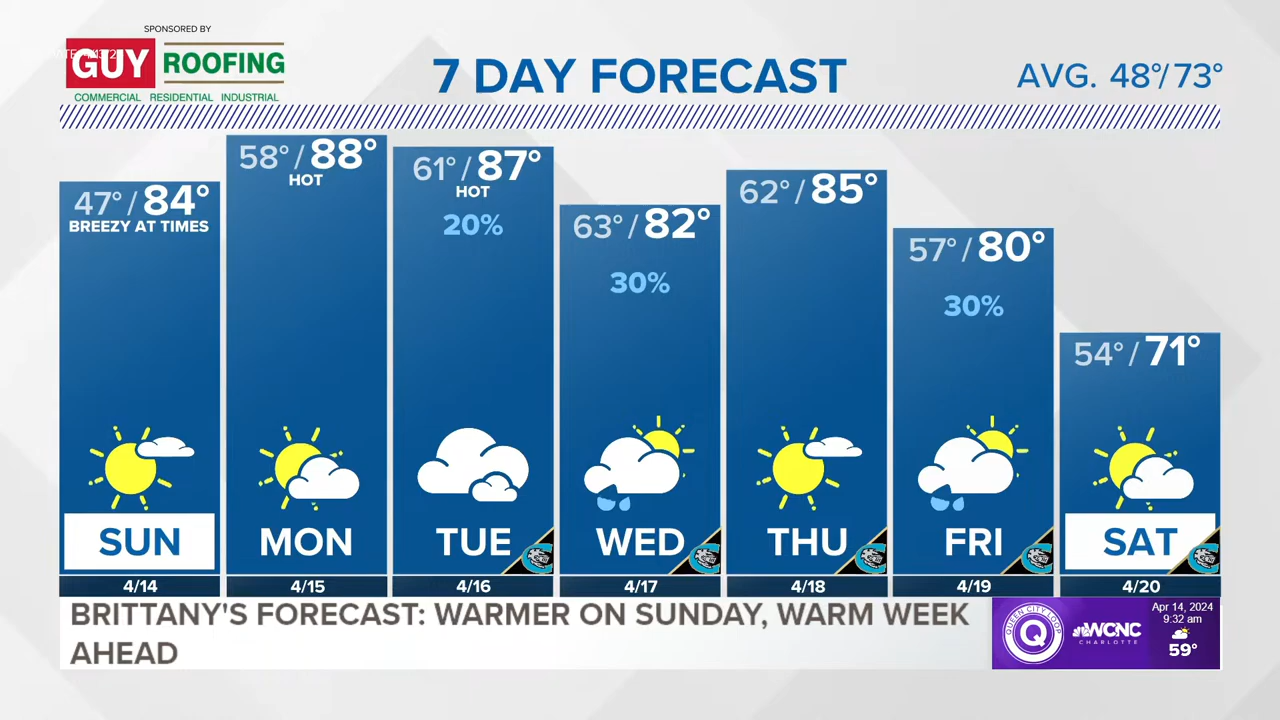 SPONSORED BY
GUY ROOFING
COMMERCIAL RESIDENTIAL INDUSTRIAL
7 DAY FORECAST
AVG. 48°/73°
47°/84°
BREEZY AT TIMES
SUN
4/14
58°/88°
HOT
MON
4/15
61°/87°
HOT
20%
TUE
4/16
63°/82°
30%
WED
4/17
62°/85°
THU
4/18
57°/80°
30%
FRI
4/19
54°/71°
SAT
4/20
BRITTANY'S FORECAST: WARMER ON SUNDAY, WARM WEEK
AHEAD
QUEEN CITY LOOP
Q
WCNC
CHARLOTTE
Apr 14, 2024
9:32 am
59°